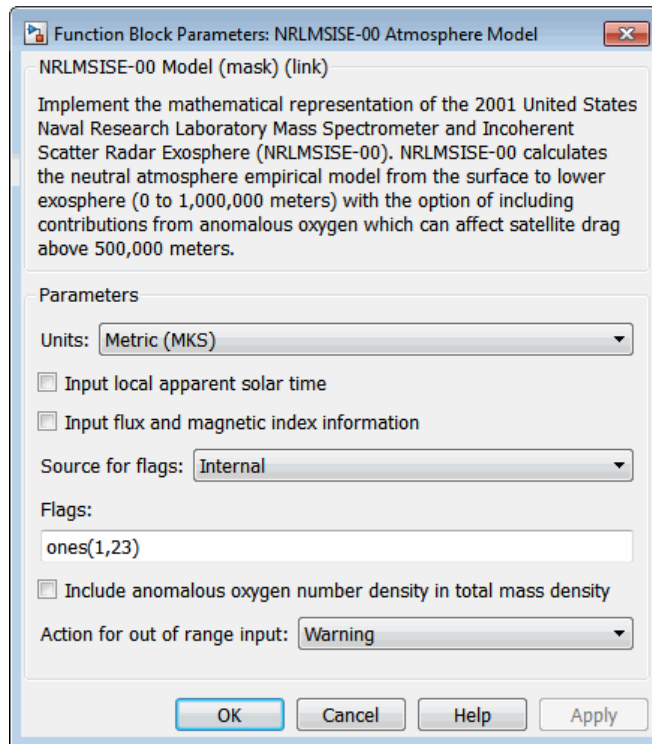 Function Block Parameters: NRLMSISE-00 Atmosphere Model
NRLMSISE-00 Model (mask) (link)
Implement the mathematical representation of the 2001 United States
Naval Research Laboratory Mass Spectrometer and Incoherent
Scatter Radar Exosphere (NRLMSISE-00). NRLMSISE-00 calculates
the neutral atmosphere empirical model from the surface to lower
exosphere (0 to 1,000,000 meters) with the option of including
contributions from anomalous oxygen which can affect satellite drag
above 500,000 meters.
Parameters
Units: Metric (MKS)
Input local apparent solar time
Input flux and magnetic index information
Source for flags: Internal
Flags:
ones(1,23)
Include anomalous oxygen number density in total mass density
Action for out of range input: Warning
OK Cancel Help Apply